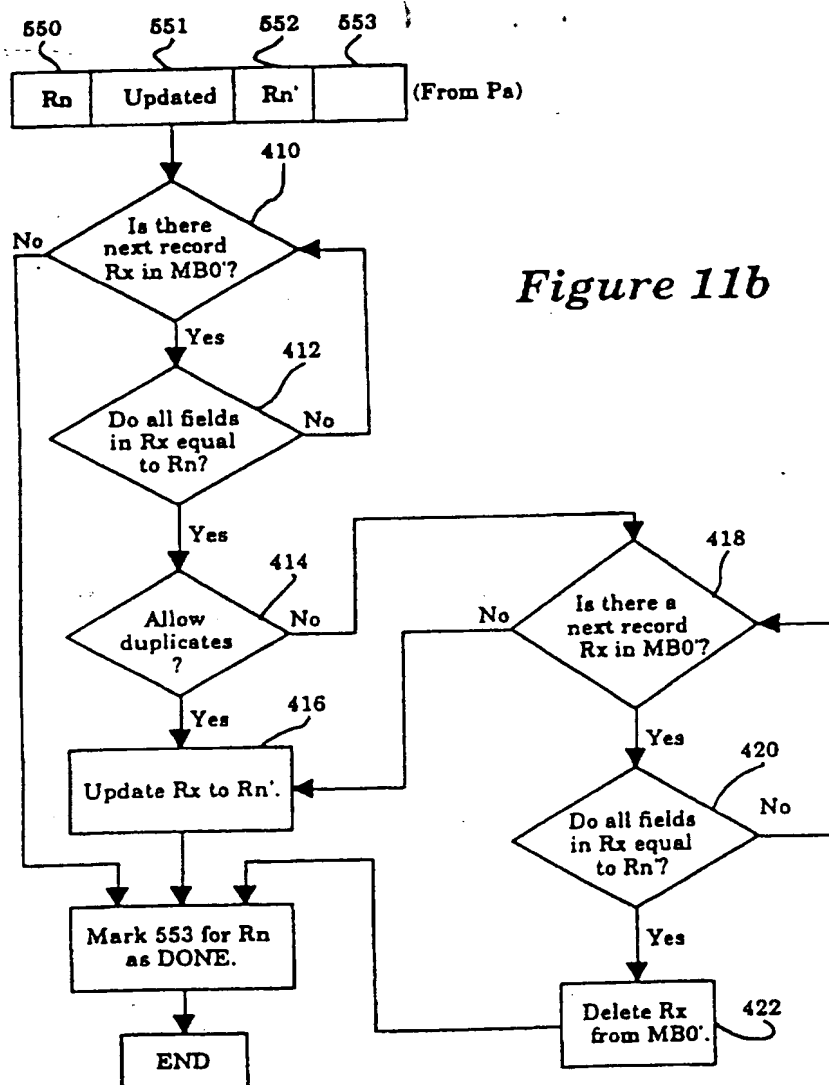 550
551
552
553
Rn
Updated
Rn'
(From Pa)
410
Is there
next record
Rx in MB0'?
No
Yes
Figure 11b
412
Do all fields
in Rx equal
to Rn?
No
Yes
414
Allow
duplicates
?
No
Yes
416
Update Rx to Rn'.
418
Is there a
next record
Rx in MB0'?
No
Yes
420
Do all fields
in Rx equal
to Rn'?
No
Yes
422
Delete Rx
from MB0'.
Mark 553 for Rn
as DONE.
END